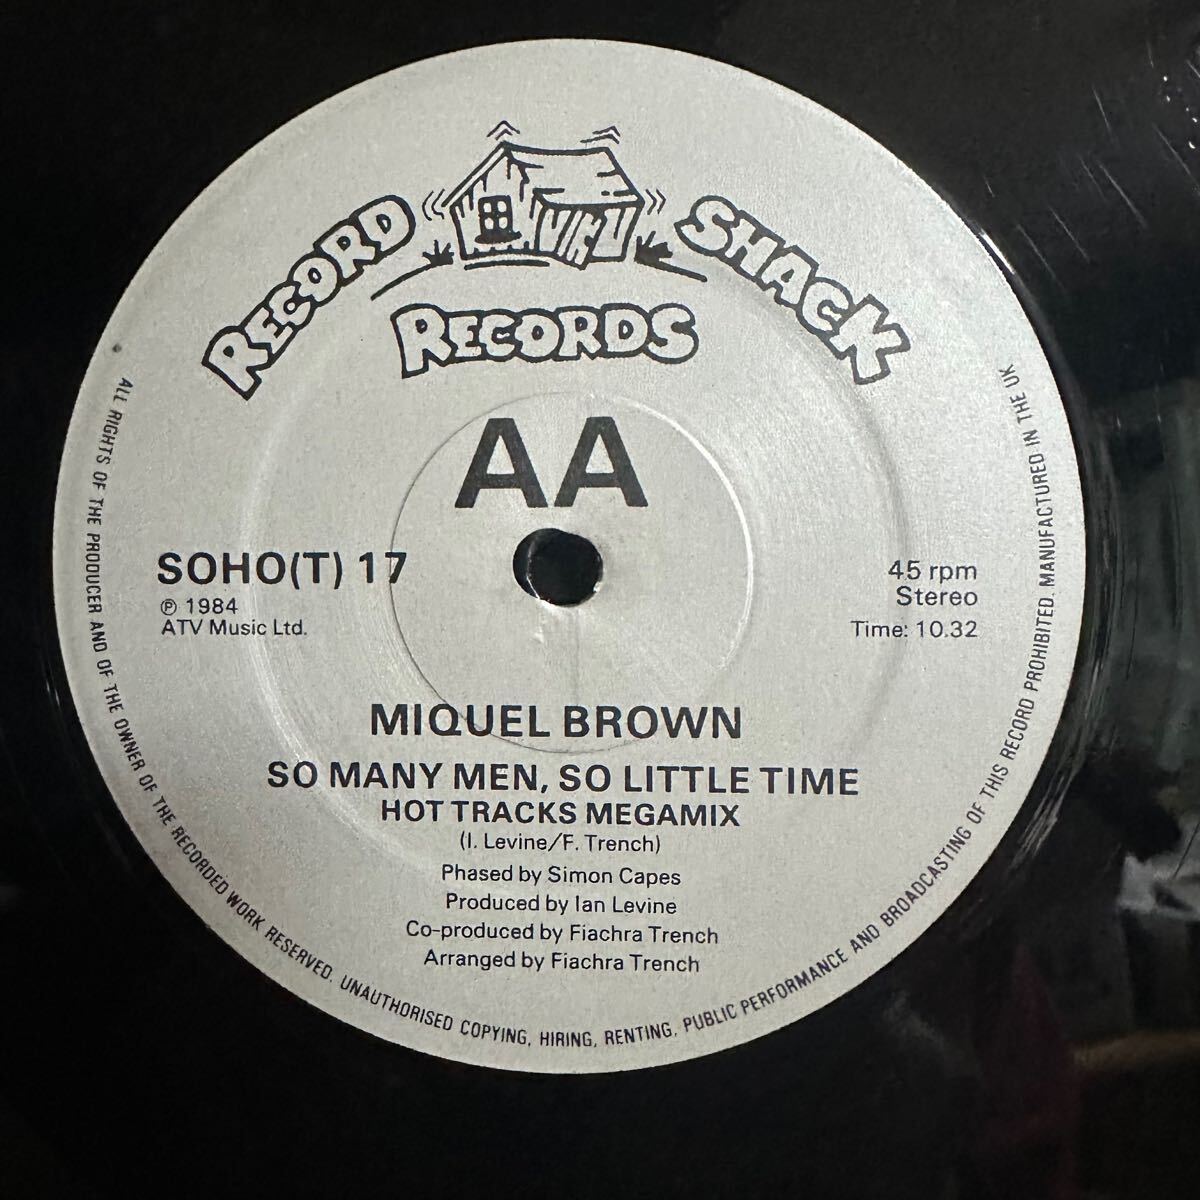 RECORD SHACK
RECORDS
AA
SOHO(T) 17
℗ 1984
ATV Music Ltd.
45 rpm
Stereo
Time: 10.32
MIQUEL BROWN
SO MANY MEN, SO LITTLE TIME
HOT TRACKS MEGAMIX
(I. Levine/F. Trench)
Phased by Simon Capes
Produced by Ian Levine
Co-produced by Fiachra Trench
Arranged by Fiachra Trench
ALL RIGHTS OF THE PRODUCER AND OF THE OWNER OF THE RECORDED WORK RESERVED. UNAUTHORISED COPYING, HIRING, RENTING, PUBLIC PERFORMANCE AND BROADCASTING OF THIS RECORD PROHIBITED. MANUFACTURED IN THE UK